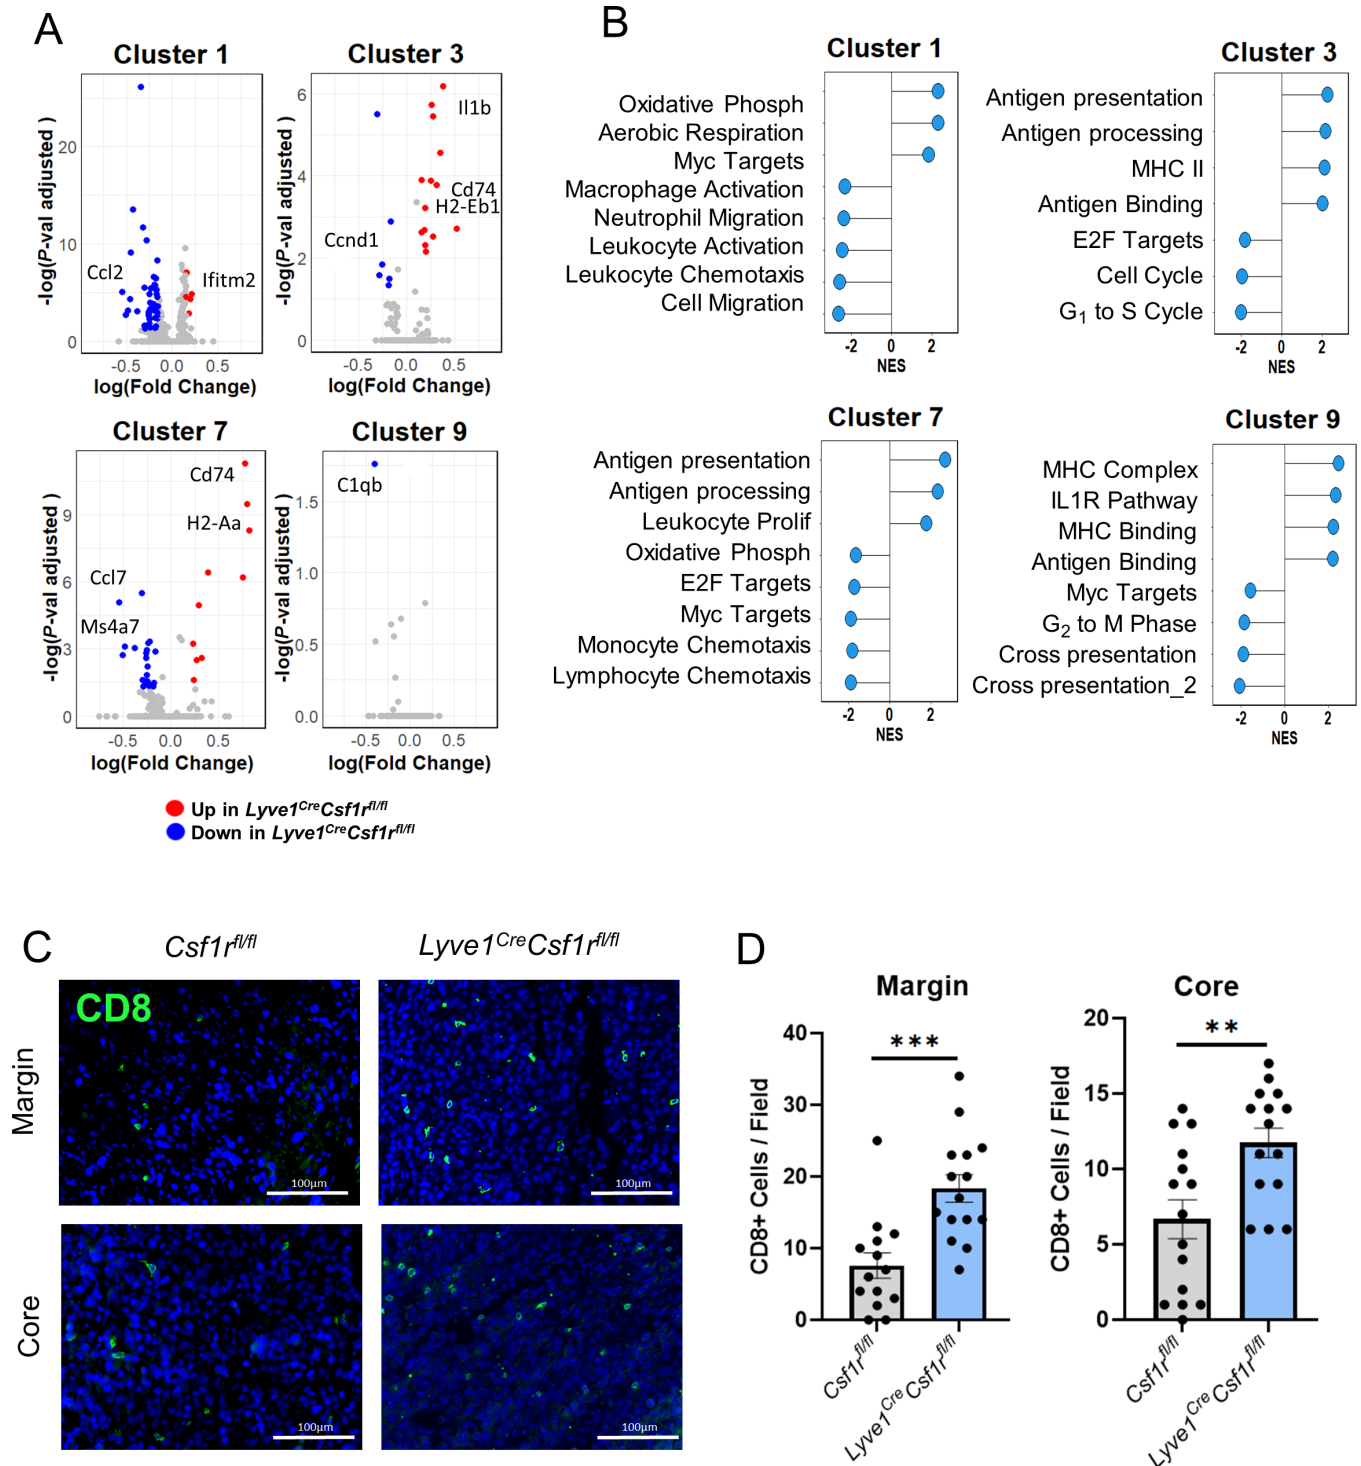 A
Cluster 1
-log(P-val adjusted )
20
10
0
Ccl2
Ifitm2
-0.5 0.0 0.5
log(Fold Change)
Cluster 3
-log(P-val adjusted )
6
4
2
0
Il1b
Cd74
H2-Eb1
Ccnd1
-0.5 0.0 0.5
log(Fold Change)
Cluster 7
-log(P-val adjusted )
9
6
3
0
Cd74
H2-Aa
Ccl7
Ms4a7
-0.5 0.0 0.5
log(Fold Change)
Cluster 9
-log(P-val adjusted )
1.5
1.0
0.5
0.0
C1qb
-0.5 0.0 0.5
log(Fold Change)
Up in Lyve1CreCsf1rfl/fl
Down in Lyve1CreCsf1rfl/fl
B
Cluster 1
Oxidative Phosph
Aerobic Respiration
Myc Targets
Macrophage Activation
Neutrophil Migration
Leukocyte Activation
Leukocyte Chemotaxis
Cell Migration
-2 0 2
NES
Cluster 3
Antigen presentation
Antigen processing
MHC II
Antigen Binding
E2F Targets
Cell Cycle
G1 to S Cycle
-2 0 2
NES
Cluster 7
Antigen presentation
Antigen processing
Leukocyte Prolif
Oxidative Phosph
E2F Targets
Myc Targets
Monocyte Chemotaxis
Lymphocyte Chemotaxis
-2 0 2
NES
Cluster 9
MHC Complex
IL1R Pathway
MHC Binding
Antigen Binding
Myc Targets
G2 to M Phase
Cross presentation
Cross presentation_2
-2 0 2
NES
C
Csf1rfl/fl
Lyve1CreCsf1rfl/fl
Margin
CD8
100µm
100µm
Core
100µm
100µm
D
Margin
CD8+ Cells / Field
40
30
20
10
0
***
Csf1rfl/fl
Lyve1CreCsf1rfl/fl
Core
CD8+ Cells / Field
20
15
10
5
0
**
Csf1rfl/fl
Lyve1CreCsf1rfl/fl